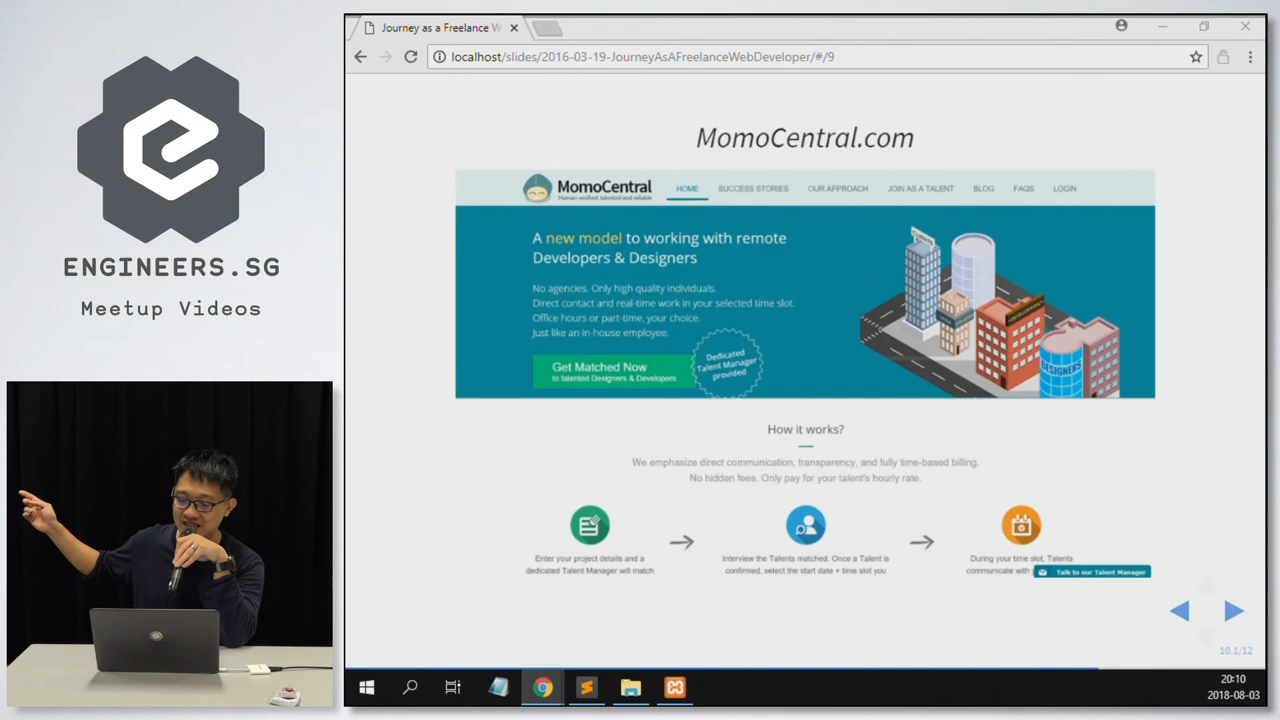 ENGINEERS.SG
Meetup Videos
Journey as a Freelance W
localhost/slides/2016-03-19-JourneyAsAFreelanceWebDeveloper/#/9
MomoCentral.com
MomoCentral
Human-verified, talented and reliable
HOME SUCCESS STORIES OUR APPROACH JOIN AS A TALENT BLOG FAQS LOGIN
A new model to working with remote
Developers & Designers
No agencies. Only high quality individuals.
Direct contact and real-time work in your selected time slot.
Office hours or part-time, your choice.
Just like an in-house employee.
Get Matched Now
to talented Designers & Developers
Dedicated
Talent Manager
provided
CLIENTS
DEVELOPERS
DESIGNERS
How it works?
We emphasize direct communication, transparency, and fully time-based billing.
No hidden fees. Only pay for your talent's hourly rate.
Enter your project details and a
dedicated Talent Manager will match
Interview the Talents matched. Once a Talent is
confirmed, select the start date + time slot you
During your time slot, Talents
communicate with
Talk to our Talent Manager
10.1/12
20:10
2018-08-03